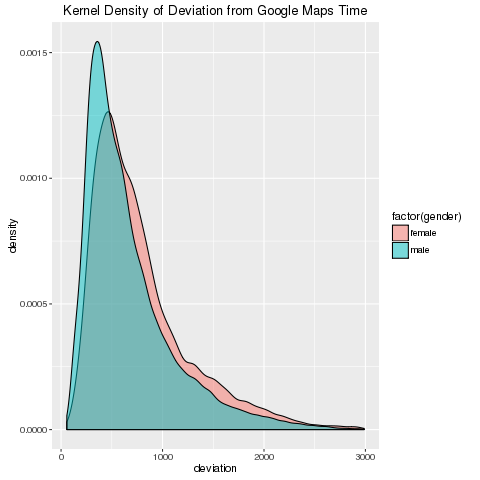 Kernel Density of Deviation from Google Maps Time
0.0015
0.0010
0.0005
0.0000
density
0
1000
2000
3000
deviation
factor(gender)
female
male